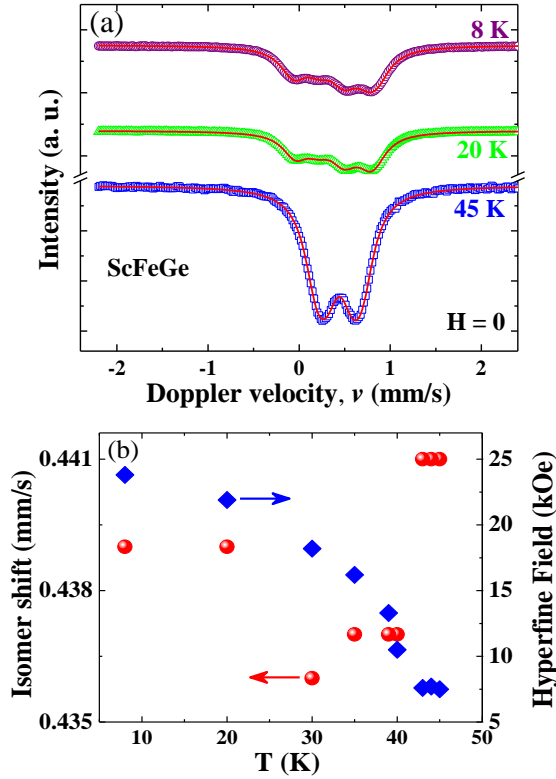 (a)
8 K
20 K
45 K
ScFeGe
H = 0
Intensity (a. u.)
-2 -1 0 1 2
Doppler velocity, v (mm/s)
(b)
0.441
0.438
0.435
Isomer shift (mm/s)
25
20
15
10
5
Hyperfine Field (kOe)
10 20 30 40 50
T (K)